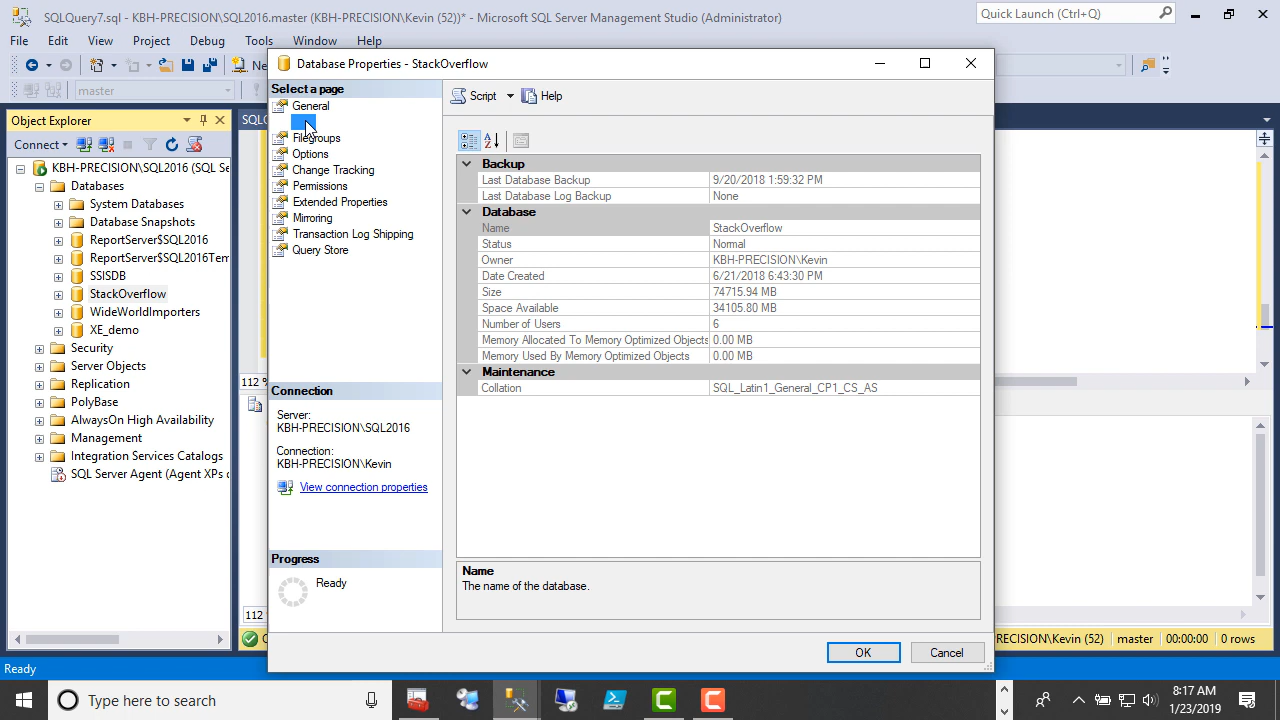 SQLQuery7.sql - KBH-PRECISION\SQL2016.master (KBH-PRECISION\Kevin (52))* - Microsoft SQL Server Management Studio (Administrator)
Quick Launch (Ctrl+Q)
File Edit View Project Debug Tools Window Help
Ne
master
Object Explorer
Connect
KBH-PRECISION\SQL2016 (SQL Se
Databases
System Databases
Database Snapshots
ReportServer$SQL2016
ReportServer$SQL2016Tem
SSISDB
StackOverflow
WideWorldImporters
XE_demo
Security
Server Objects
Replication
PolyBase
AlwaysOn High Availability
Management
Integration Services Catalogs
SQL Server Agent (Agent XPs d
SQLQ
112 %
112
Database Properties - StackOverflow
Select a page
General
Filegroups
Options
Change Tracking
Permissions
Extended Properties
Mirroring
Transaction Log Shipping
Query Store
Connection
Server:
KBH-PRECISION\SQL2016
Connection:
KBH-PRECISION\Kevin
View connection properties
Progress
Ready
Script Help
Backup
Last Database Backup 9/20/2018 1:59:32 PM
Last Database Log Backup None
Database
Name StackOverflow
Status Normal
Owner KBH-PRECISION\Kevin
Date Created 6/21/2018 6:43:30 PM
Size 74715.94 MB
Space Available 34105.80 MB
Number of Users 6
Memory Allocated To Memory Optimized Objects 0.00 MB
Memory Used By Memory Optimized Objects 0.00 MB
Maintenance
Collation SQL_Latin1_General_CP1_CS_AS
Name
The name of the database.
OK Cancel
RECISION\Kevin (52) master 00:00:00 0 rows
Ready
Type here to search
8:17 AM
1/23/2019